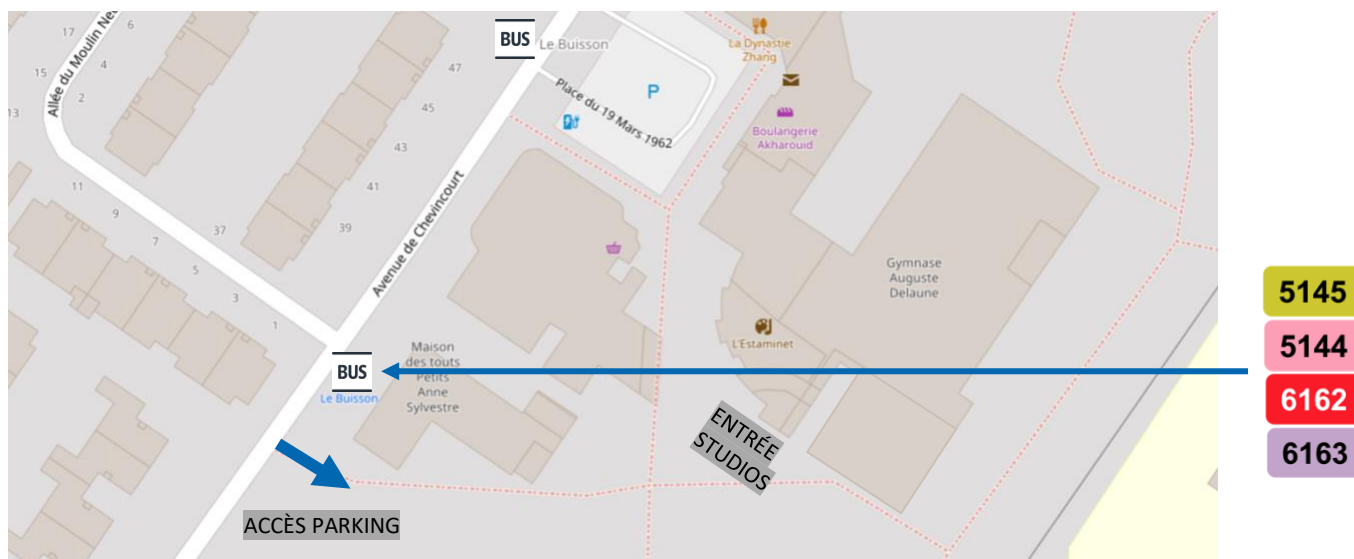 17
6
BUS
Le Buisson
La Dynastie
Zhang
15
4
Allée du Moulin
47
P
2
13
45
Place du 19 Mars 1962
Boulangerie
Akharouid
43
11
41
9
Avenue de Chevincourt
37
39
7
5
Gymnase
Auguste
Delaune
3
5145
1
L'Estaminet
Maison
des touts
Petits
Anne
Sylvestre
5144
BUS
Le Buisson
6162
ENTRÉE
STUDIOS
6163
ACCÈS PARKING